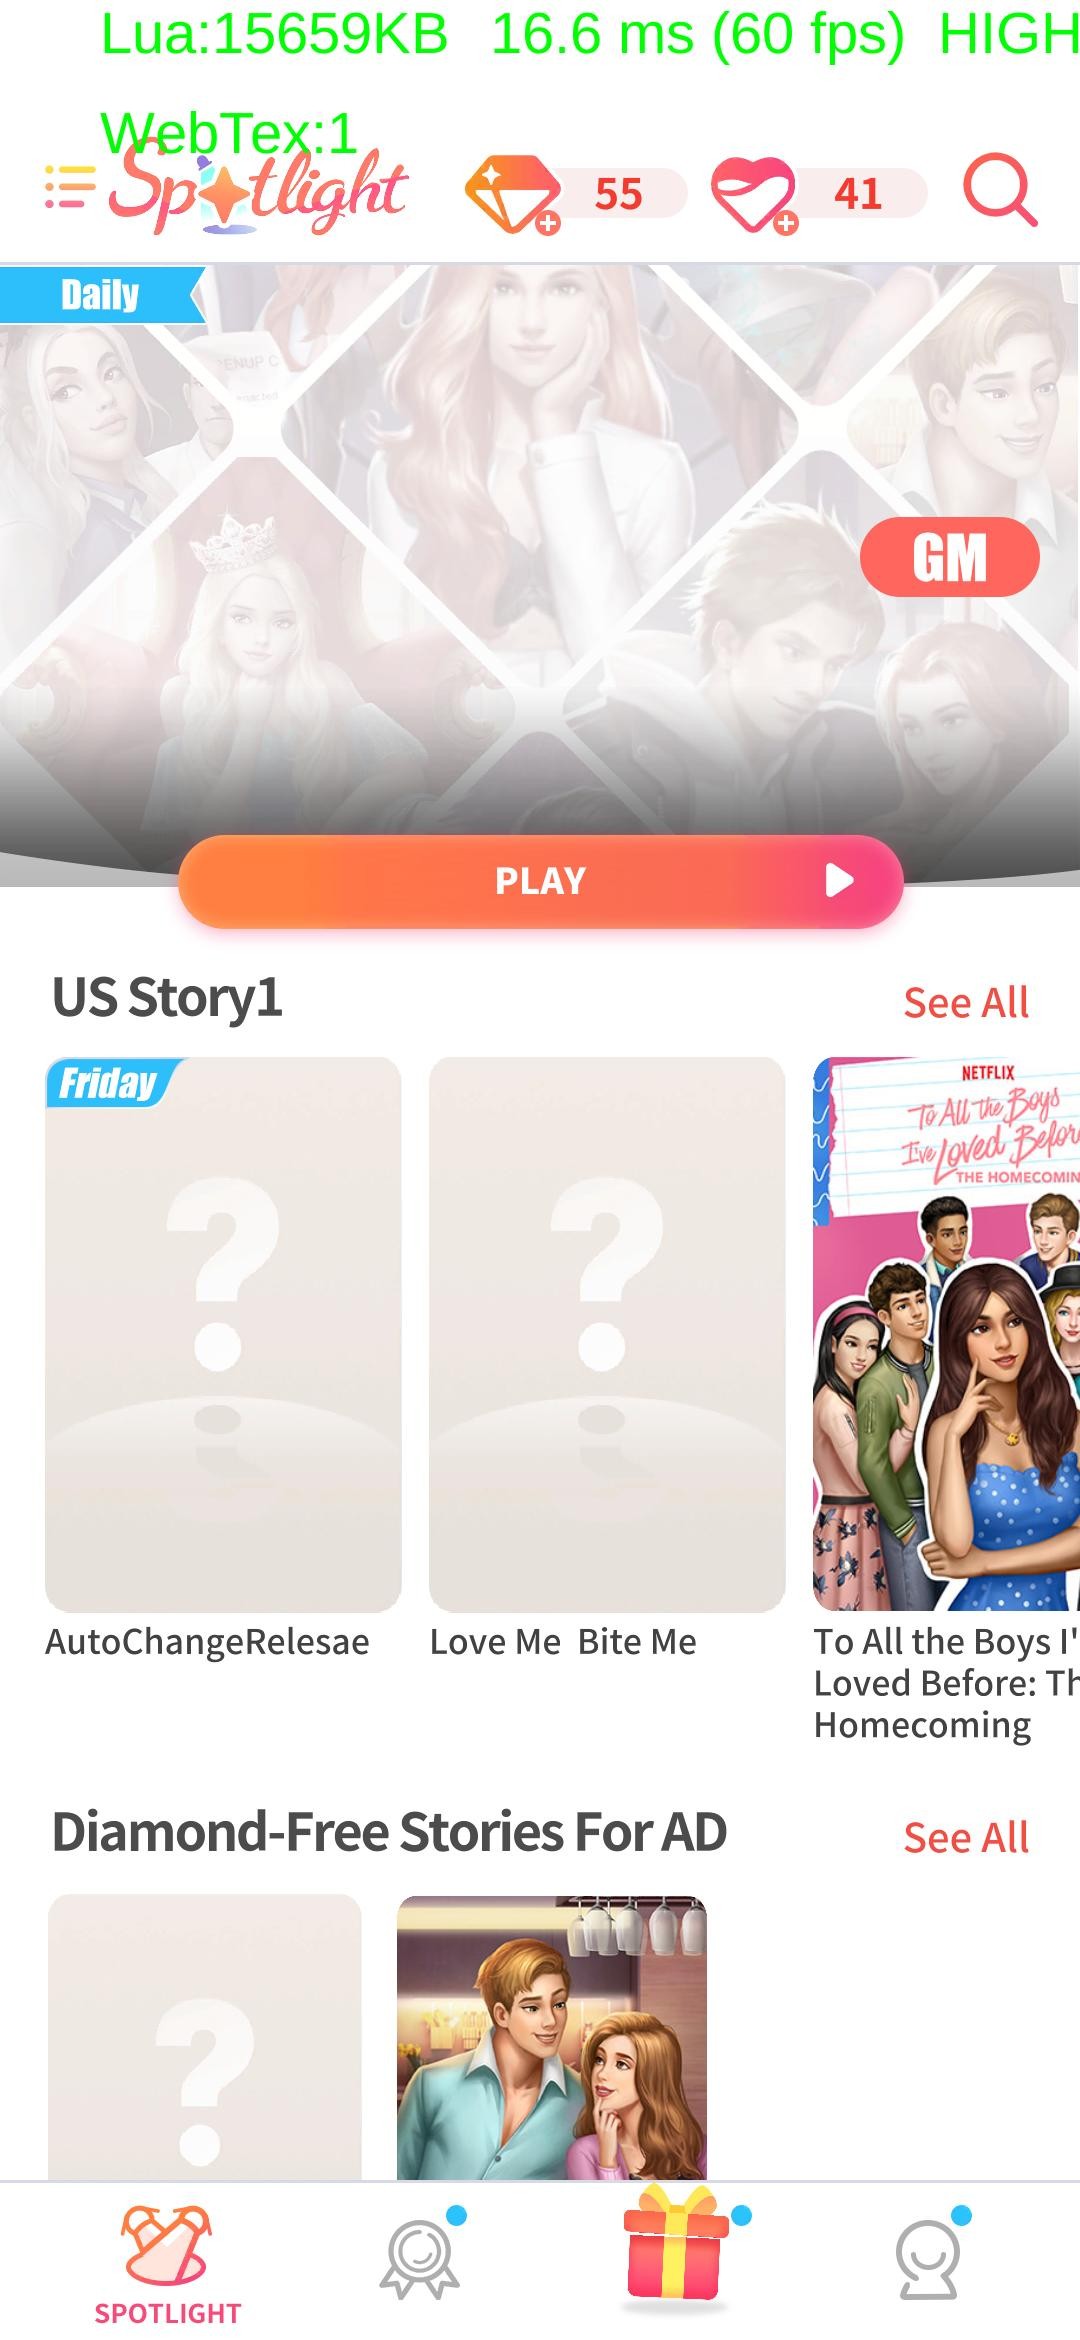 Lua:15659KB 16.6 ms (60 fps) HIGH
WebTex:1
Spotlight 55 41
Daily
ENUP C
GM
PLAY
US Story1 See All
Friday
NETFLIX
To All the Boys
I've Loved Before
THE HOMECOMIN
AutoChangeRelesae
Love Me Bite Me
To All the Boys I'
Loved Before: Th
Homecoming
Diamond-Free Stories For AD See All
SPOTLIGHT